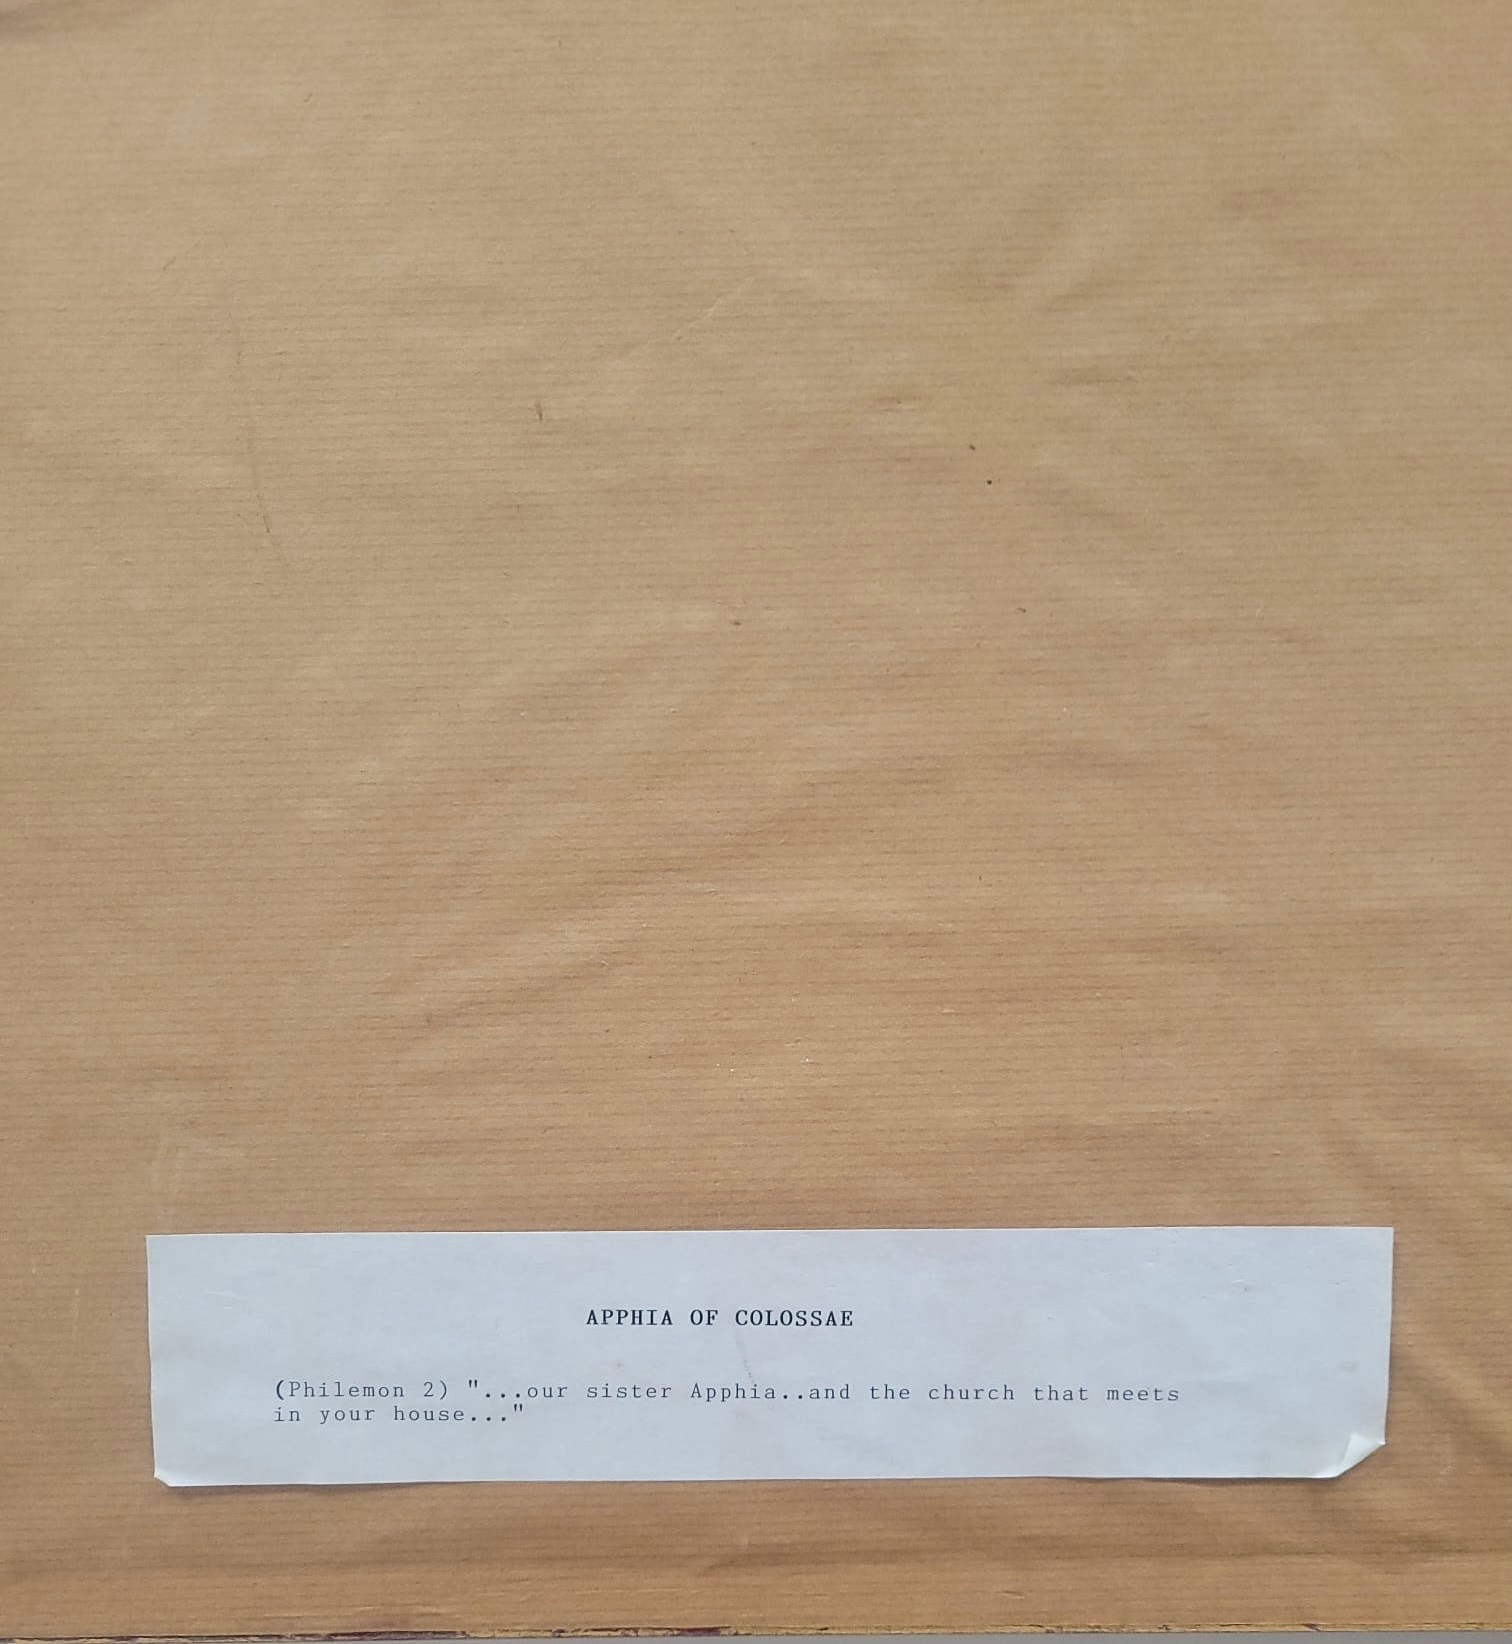 APPHIA OF COLOSSAE
(Philemon 2) "...our sister Apphia..and the church that meets
in your house..."